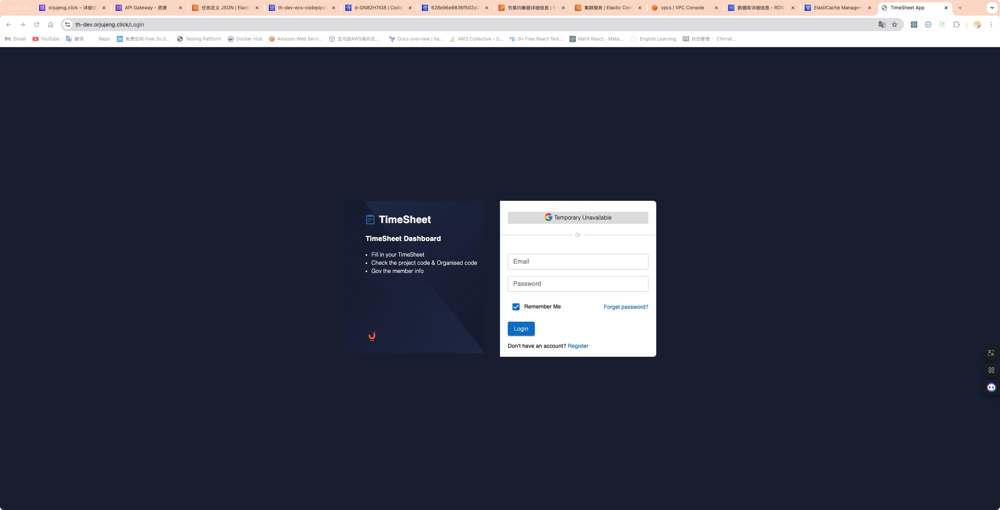 orjujeng.click – 详细信
API Gateway - 资源
任务定义 JSON | Elastic
th-dev-ecs-codepipel
d-GN82H7IG8 | CodeD
628e96e9836f502a0
负载均衡器详细信息 | EC
集群服务 | Elastic Cont
vpcs | VPC Console
数据库详细信息 - RDS
ElastiCache Managem
TimeSheet App
th-dev.orjujeng.click/Login
Gmail
YouTube
翻译
Repo
免费空间-free.3v.d...
Testing Paltform
Docker Hub
Amazon Web Servi...
亚马逊AWS海外区...
Docs overview | ha...
AWS Collective - S...
9+ Free React Tem...
MatX React - Mate...
English Learning
状态管理 · 《Terraf...
TimeSheet
TimeSheet Dashboard
Fill in your TimeSheet
Check the project code & Organised code
Gov the member info
Temporary Unavailable
Or
Email
Password
Remember Me
Forget password?
Login
Don't have an account? Register